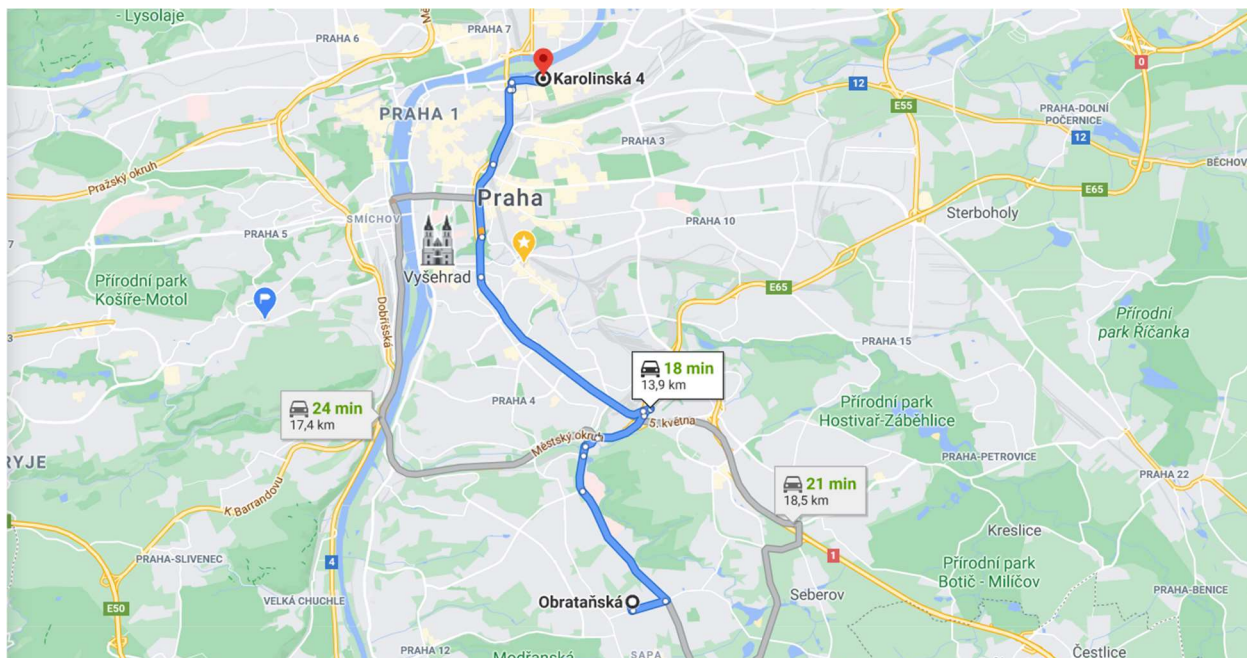 - Lysolaje
PRAHA 6
PRAHA 7
Karolinská 4
PRAHA 1
PRAHA 3
12
E55
0
PRAHA-DOLNÍ
POČERNICE
12
BĚCHOV
Pražský okruh
E65
Praha
SMÍCHOV
PRAHA 10
Sterboholy
PRAHA 5
Vyšehrad
Přírodní park
Košíře-Motol
Dobříšská
E65
Přírodní
park Říčanka
PRAHA 15
18 min
13,9 km
24 min
17,4 km
PRAHA 4
5. května
Městský okruh
Přírodní park
Hostivař-Záběhlice
RYJE
PRAHA-PETROVICE
PRAHA 22
21 min
18,5 km
K Barrandovu
Kreslice
PRAHA-SLIVENEC
4
1
Přírodní park
Botič - Milíčov
PRAHA-BENICE
E50
VELKÁ CHUCHLE
Obrataňská
Seberov
PRAHA 12
Modřanská
SAPA
Čestlice